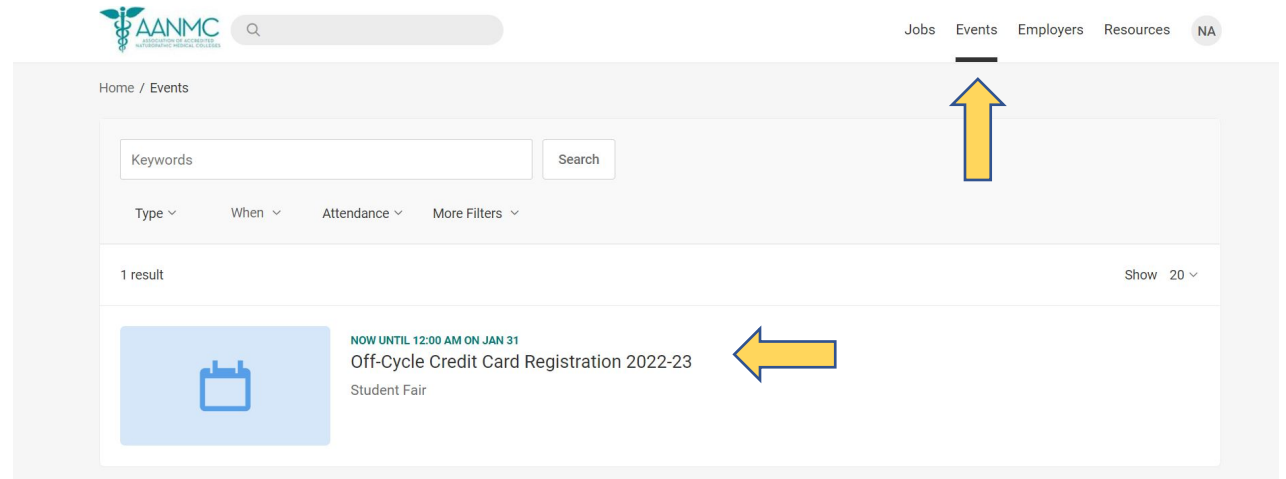 AANMC
ASSOCIATION OF ACCREDITED
NATUROPATHIC MEDICAL COLLEGES
Jobs Events Employers Resources NA
Home / Events
Keywords Search
Type When Attendance More Filters
1 result Show 20
NOW UNTIL 12:00 AM ON JAN 31
Off-Cycle Credit Card Registration 2022-23
Student Fair